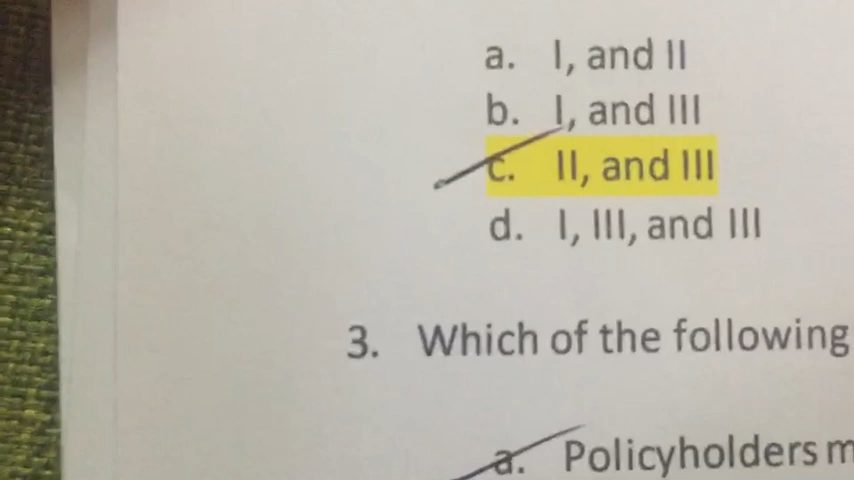 a. I, and II
b. I, and III
c. II, and III
d. I, III, and III
3. Which of the following
a. Policyholders